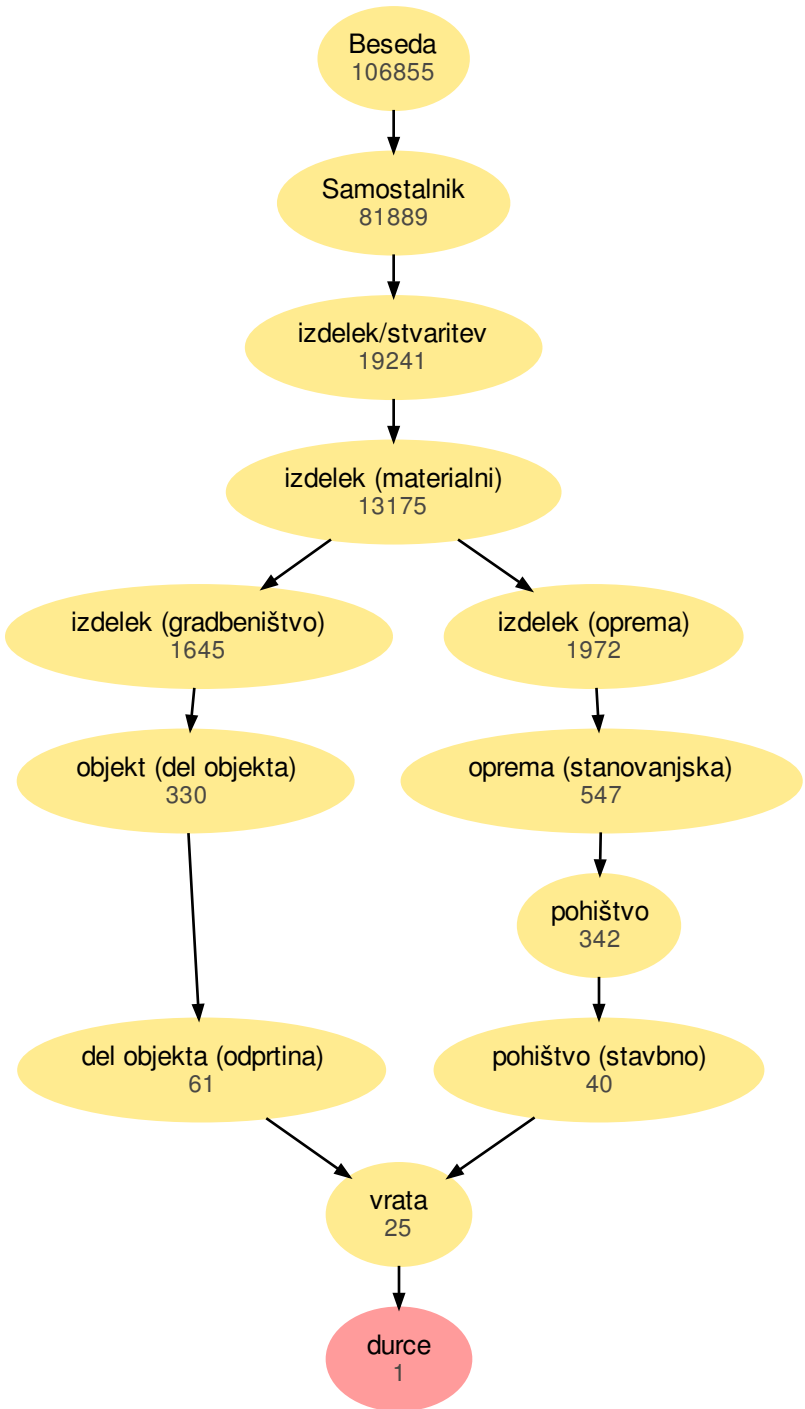 Beseda
106855
Samostalnik
81889
izdelek/stvaritev
19241
izdelek (materialni)
13175
izdelek (gradbeništvo)
1645
izdelek (oprema)
1972
objekt (del objekta)
330
oprema (stanovanjska)
547
pohištvo
342
del objekta (odprtina)
61
pohištvo (stavbno)
40
vrata
25
durce
1